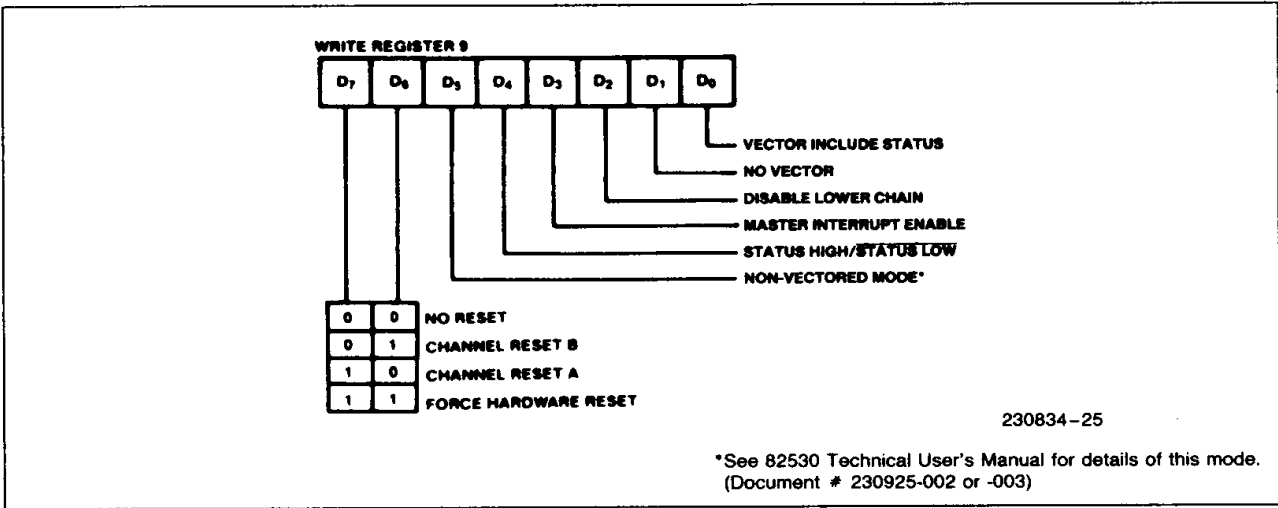 WRITE REGISTER 9
D7 D6 D5 D4 D3 D2 D1 D0
VECTOR INCLUDE STATUS
NO VECTOR
DISABLE LOWER CHAIN
MASTER INTERRUPT ENABLE
STATUS HIGH/STATUS LOW
NON-VECTORED MODE*
0 0 NO RESET
0 1 CHANNEL RESET B
1 0 CHANNEL RESET A
1 1 FORCE HARDWARE RESET
230834-25
*See 82530 Technical User's Manual for details of this mode.
(Document # 230925-002 or -003)